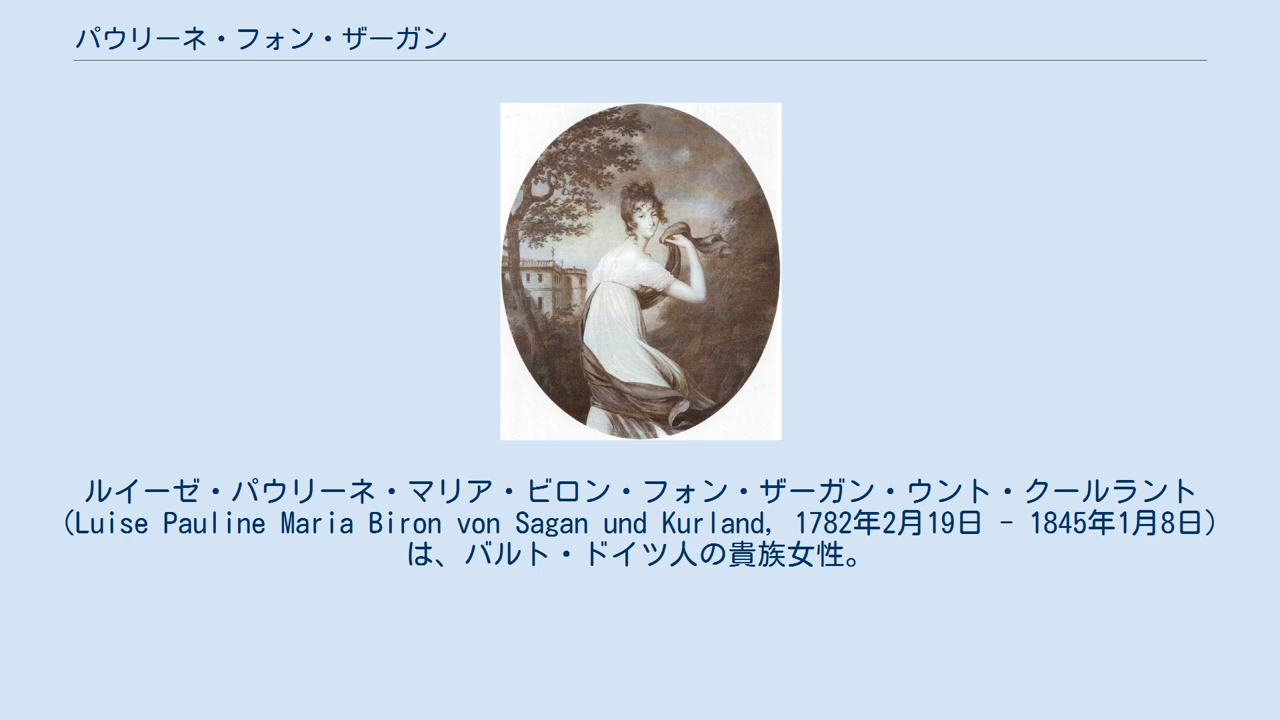 パウリーネ・フォン・ザーガン
ルイーゼ・パウリーネ・マリア・ビロン・フォン・ザーガン・ウント・クールラント
(Luise Pauline Maria Biron von Sagan und Kurland, 1782年2月19日 - 1845年1月8日)
は、バルト・ドイツ人の貴族女性。